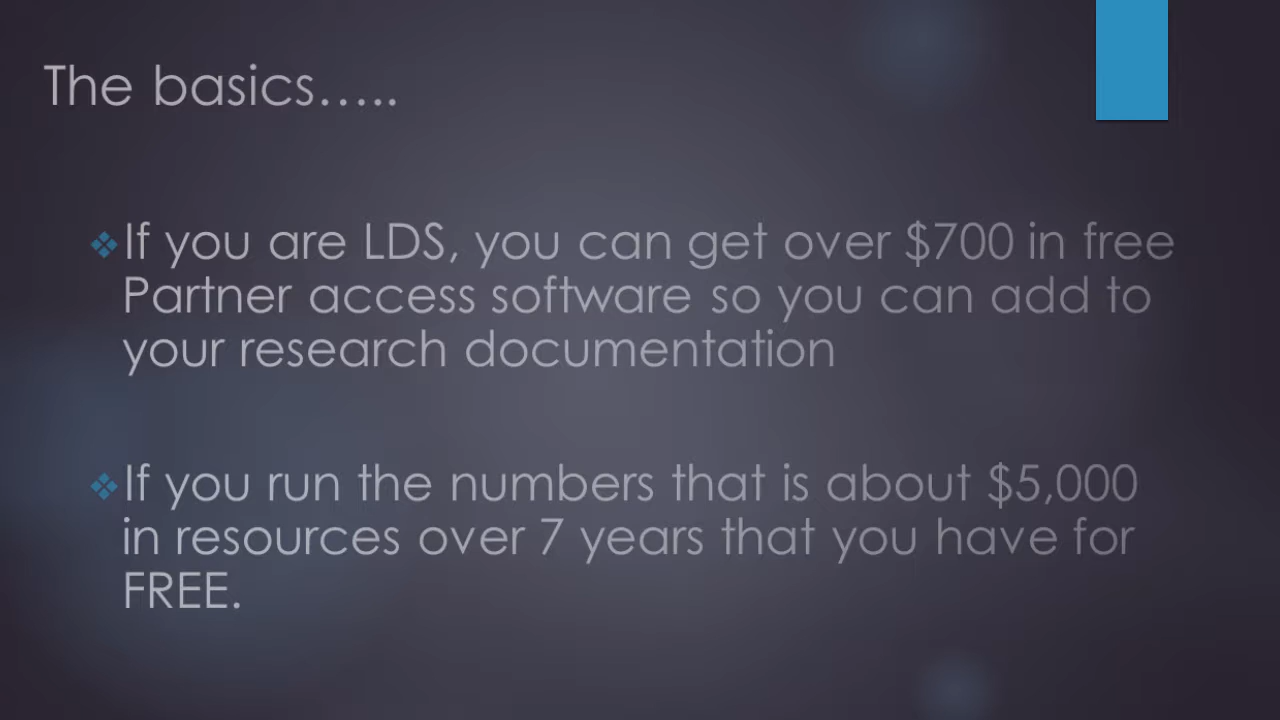 The basics…..
If you are LDS, you can get over $700 in free
Partner access software so you can add to
your research documentation
If you run the numbers that is about $5,000
in resources over 7 years that you have for
FREE.